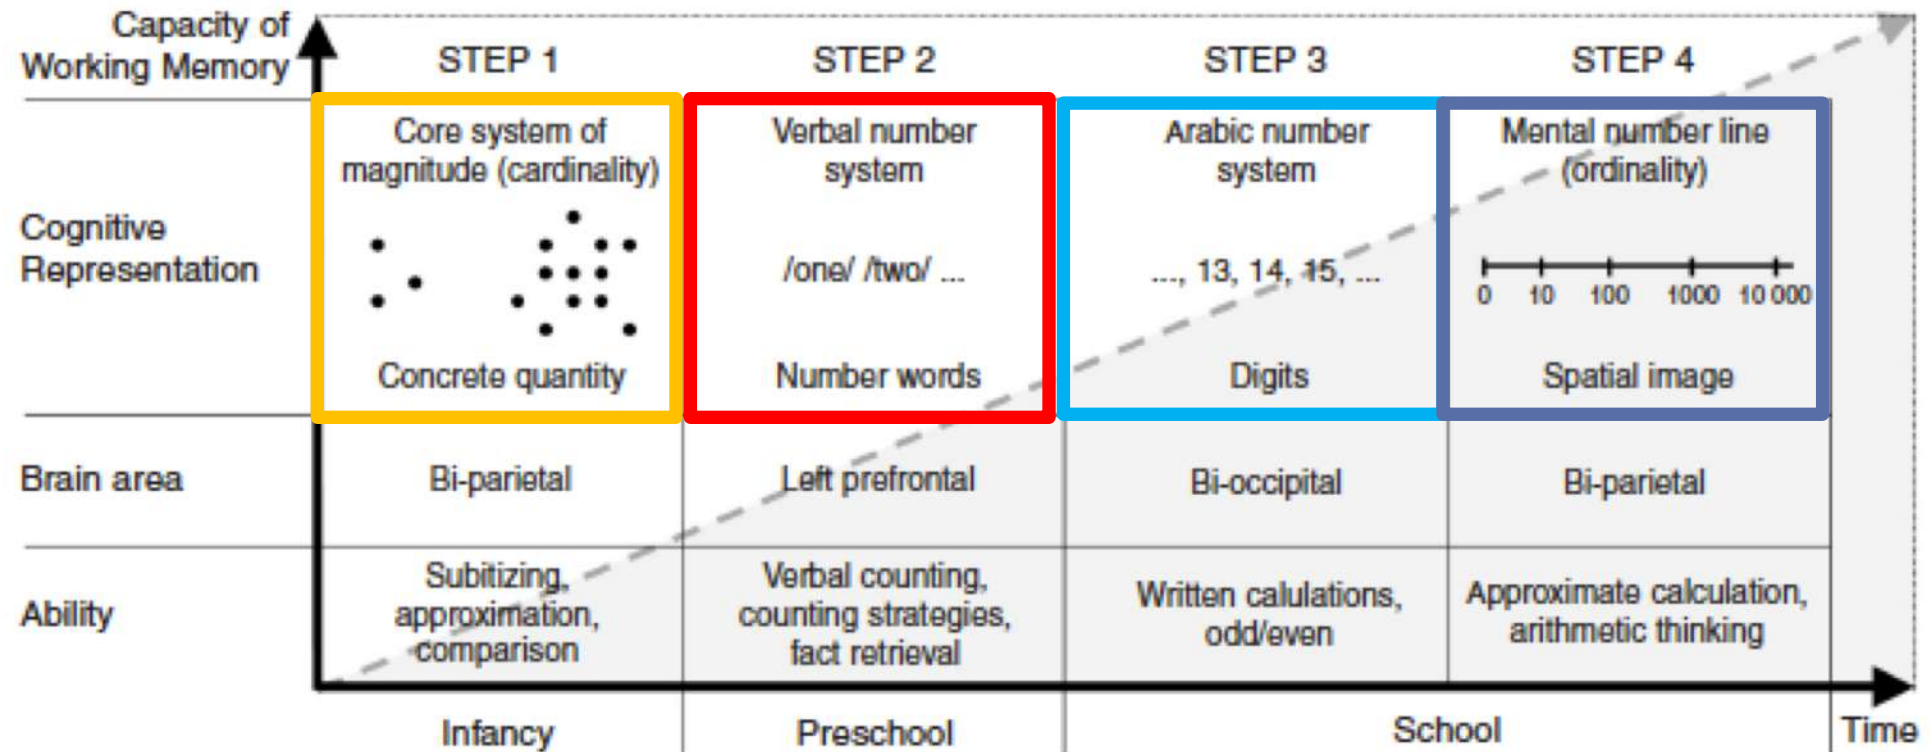 Capacity of
Working Memory
STEP 1
STEP 2
STEP 3
STEP 4
Cognitive
Representation
Core system of
magnitude (cardinality)
Concrete quantity
Verbal number
system
/one/ /two/ ...
Number words
Arabic number
system
..., 13, 14, 15, ...
Digits
Mental number line
(ordinality)
0 10 100 1000 10 000
Spatial image
Brain area
Bi-parietal
Left prefrontal
Bi-occipital
Bi-parietal
Ability
Subitizing,
approximation,
comparison
Verbal counting,
counting strategies,
fact retrieval
Written calulations,
odd/even
Approximate calculation,
arithmetic thinking
Infancy
Preschool
School
Time